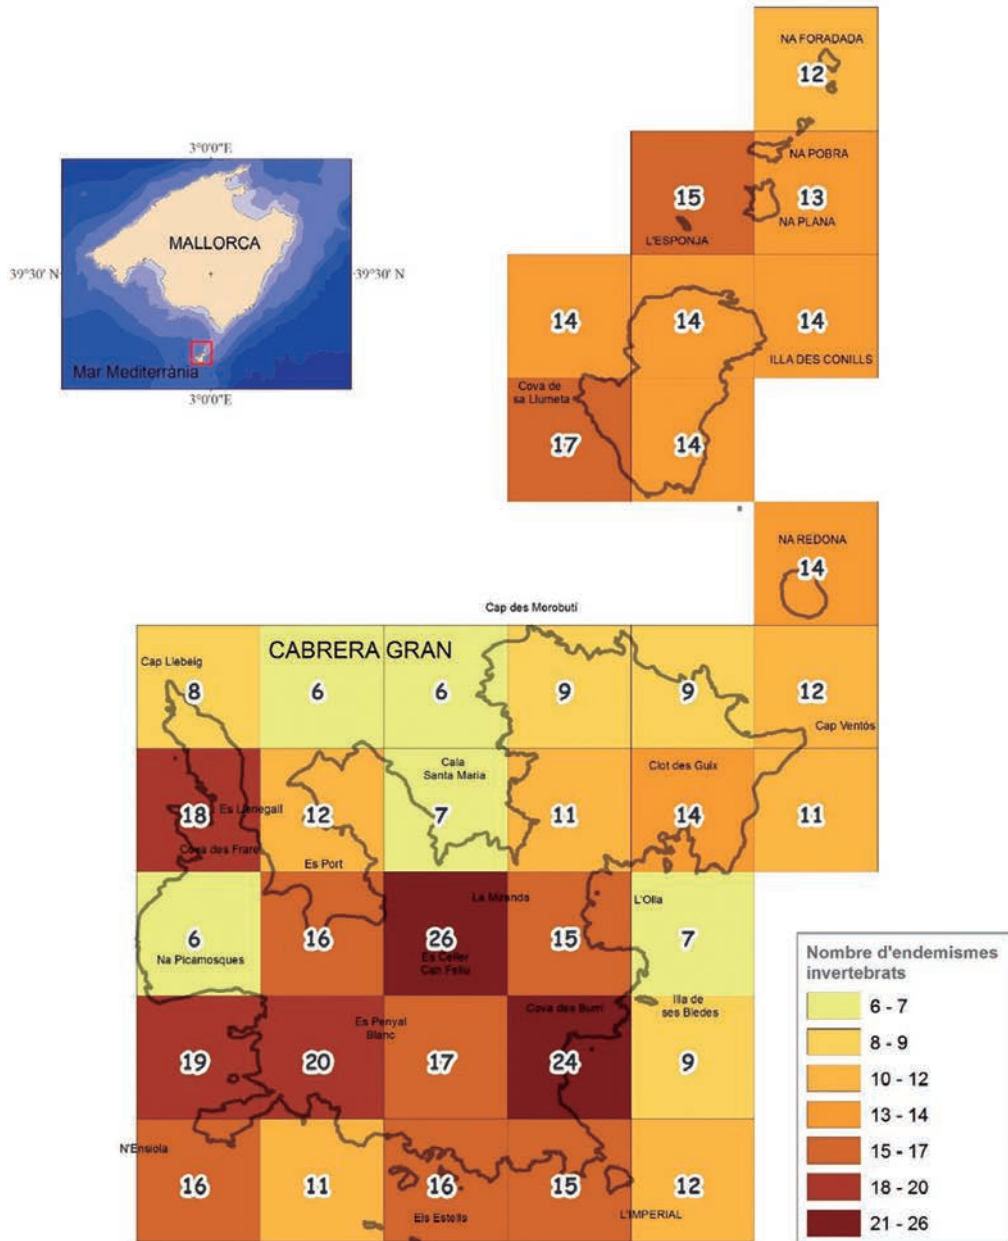 NA FORADADA
12
3°0'0"E
NA POBRA
15
13
L'ESPONJA
NA PLANA
MALLORCA
39°30' N
39°30' N
Mar Mediterrània
3°0'0"E
14
14
14
ILLA DES CONILLS
Cova de
sa Llumeta
17
14
NA REDONA
14
Cap des Morobutí
CABRERA GRAN
Cap Llebeig
8
6
6
9
9
12
Cap Ventós
Cala
Santa Maria
Clot des Guix
Es Llenegall
18
12
7
11
14
11
Cova des Frare
Es Port
La Miranda
L'Olla
6
16
26
15
7
Na Picamosques
Es Celler
Can Feliu
Cova des Burrí
Illa de
ses Bledes
Es Penyal
Blanc
19
20
17
24
9
N'Ensiola
16
11
16
15
12
Els Estells
L'IMPERIAL
Nombre d'endemismes
invertebrats
6 - 7
8 - 9
10 - 12
13 - 14
15 - 17
18 - 20
21 - 26